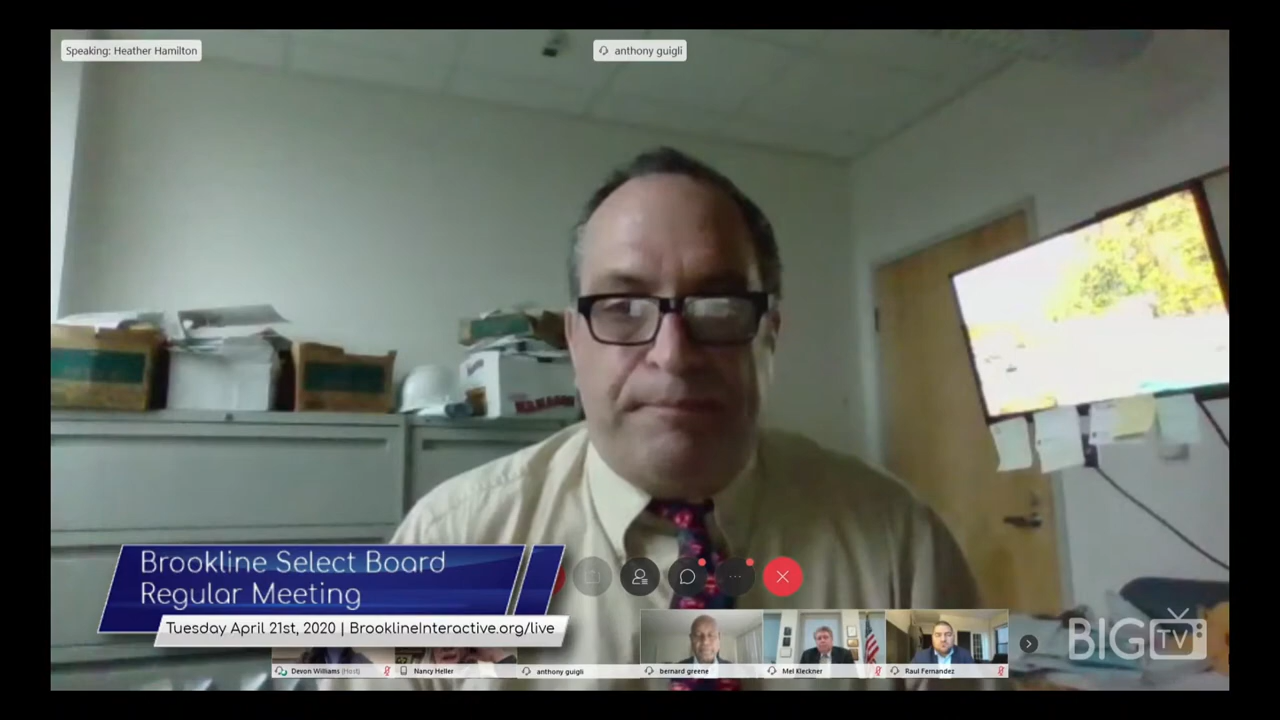 Speaking: Heather Hamilton
anthony guigli
Brookline Select Board
Regular Meeting
Tuesday April 21st, 2020 | BrooklineInteractive.org/live
BIG TV
Devon Williams (Host)
Nancy Heller
anthony guigli
bernard greene
Mel Kleckner
Raul Fernandez